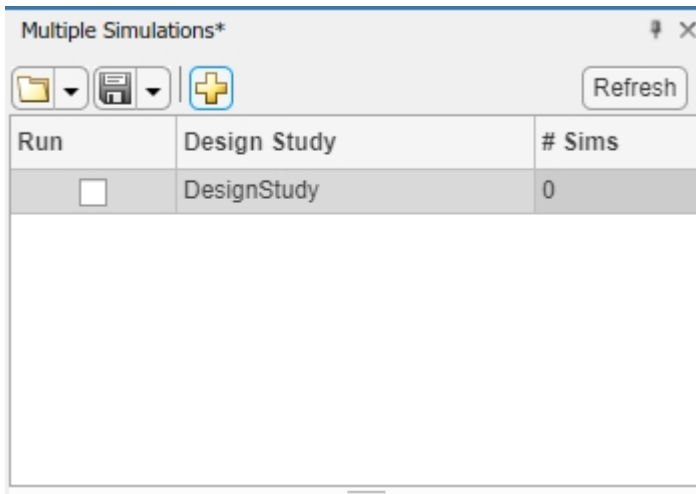 Multiple Simulations*
Refresh
Run Design Study # Sims
DesignStudy 0